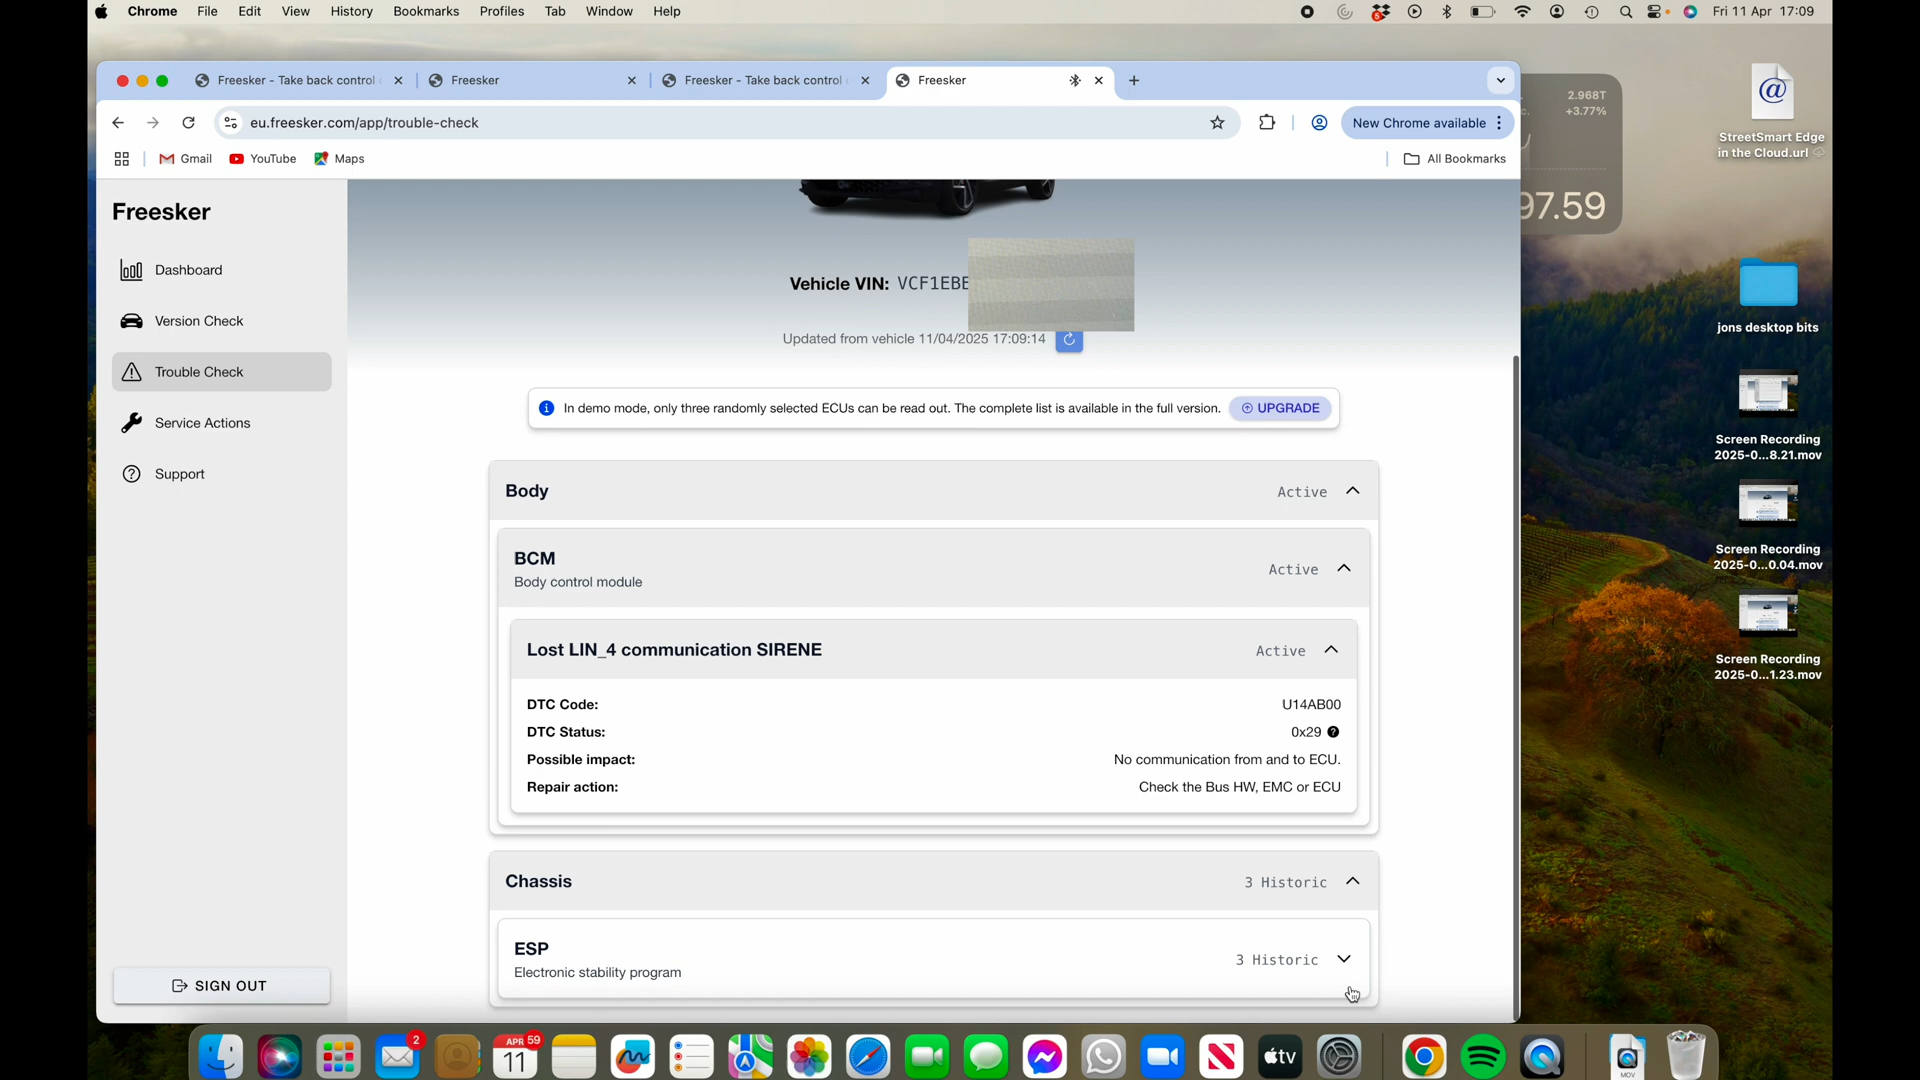 Chrome File Edit View History Bookmarks Profiles Tab Window Help
5
Fri 11 Apr 17:09
Freesker - Take back control
Freesker
Freesker - Take back control
Freesker
eu.freesker.com/app/trouble-check
New Chrome available
Gmail YouTube Maps
All Bookmarks
Freesker
Dashboard
Version Check
Trouble Check
Service Actions
Support
SIGN OUT
Vehicle VIN: VCF1EBE
Updated from vehicle 11/04/2025 17:09:14
In demo mode, only three randomly selected ECUs can be read out. The complete list is available in the full version. UPGRADE
Body Active
BCM
Body control module
Active
Lost LIN_4 communication SIRENE Active
DTC Code: U14AB00
DTC Status: 0x29 ?
Possible impact: No communication from and to ECU.
Repair action: Check the Bus HW, EMC or ECU
Chassis 3 Historic
ESP
Electronic stability program
3 Historic
2.968T
+3.77%
97.59
StreetSmart Edge
in the Cloud.url
jons desktop bits
Screen Recording
2025-0...8.21.mov
Screen Recording
2025-0...0.04.mov
Screen Recording
2025-0...1.23.mov
2
APR 59
11
tv
MOV